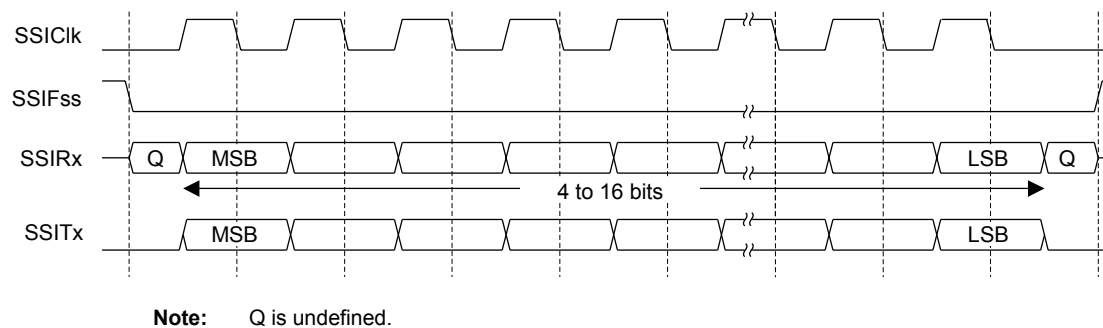 SSIClk
SSIFss
SSIRx Q MSB LSB Q
4 to 16 bits
SSITx MSB LSB
Note: Q is undefined.